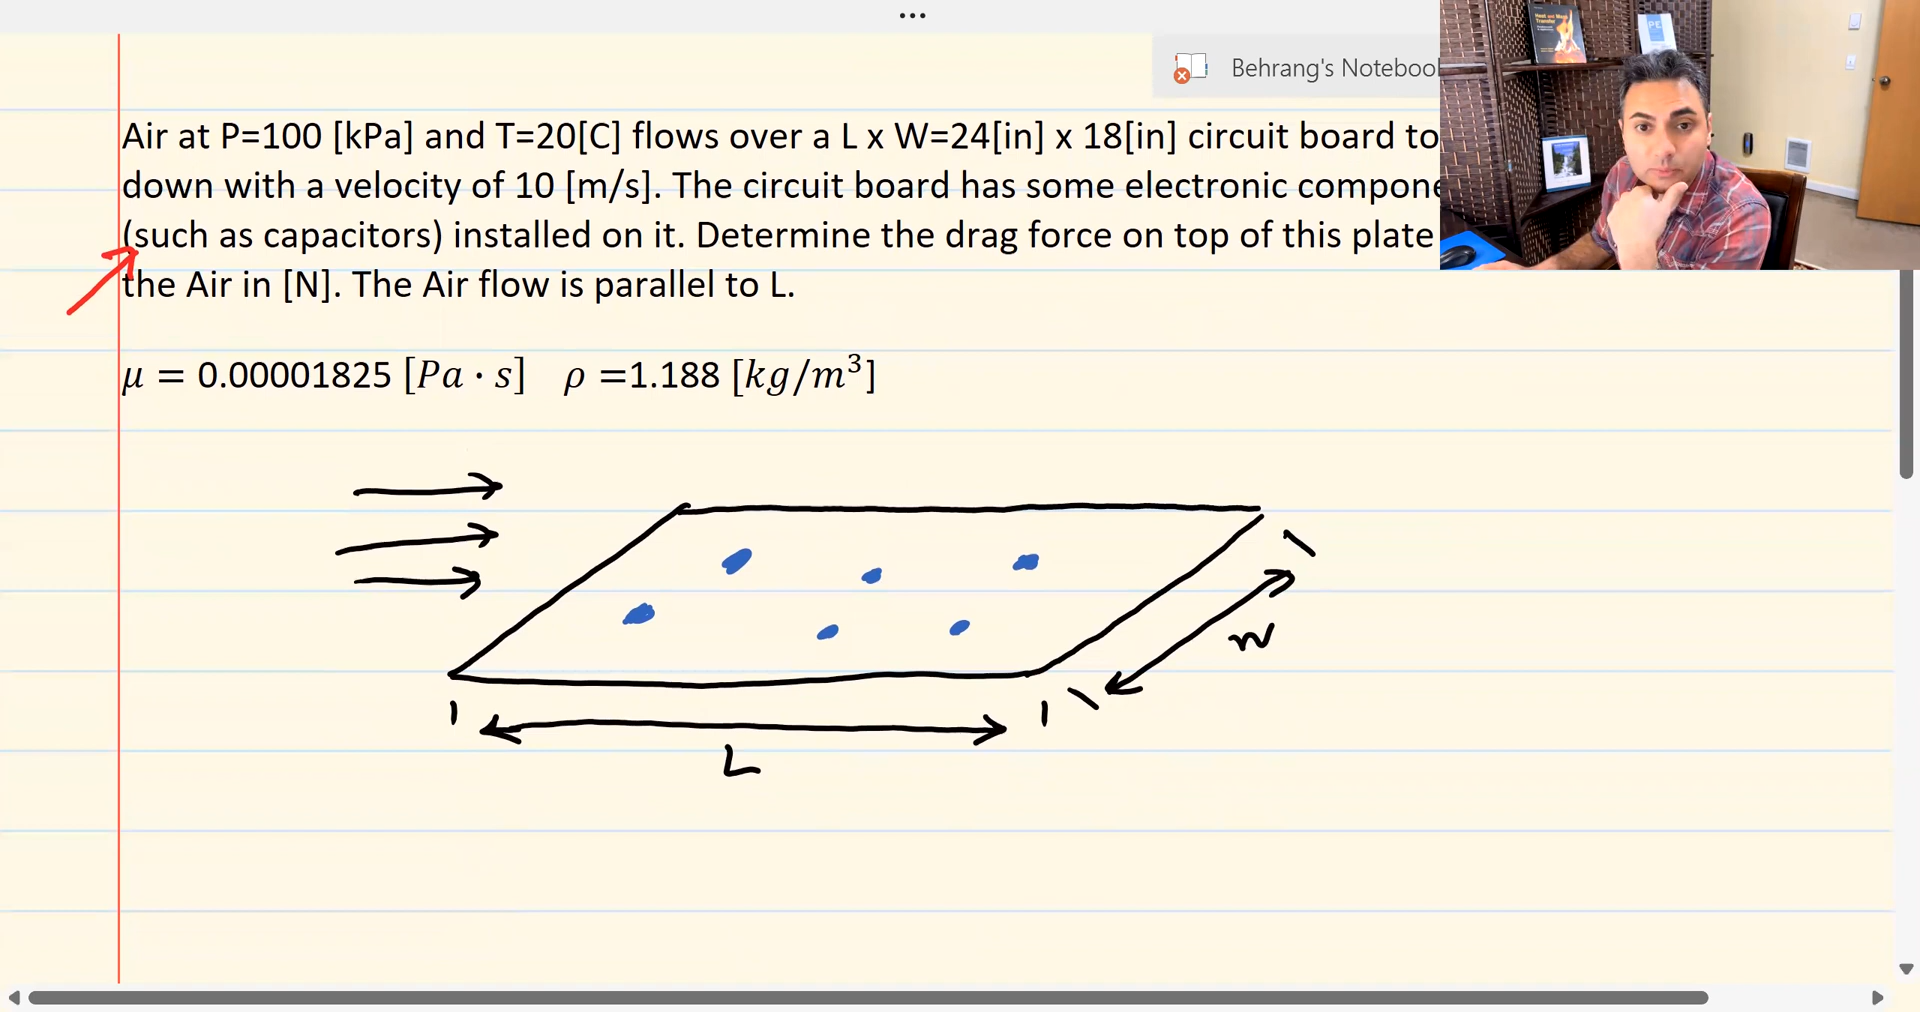 Behrang's Notebook
Air at P=100 [kPa] and T=20[C] flows over a L x W=24[in] x 18[in] circuit board to
down with a velocity of 10 [m/s]. The circuit board has some electronic compone
(such as capacitors) installed on it. Determine the drag force on top of this plate
the Air in [N]. The Air flow is parallel to L.
μ = 0.00001825 [Pa · s] ρ =1.188 [kg/m³]
W
L